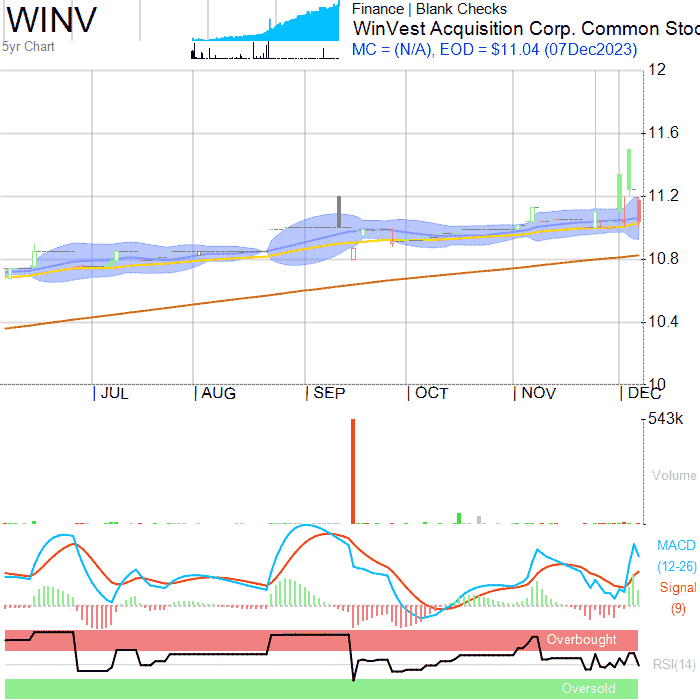 WINV
5yr Chart
Finance | Blank Checks
WinVest Acquisition Corp. Common Stoc
MC = (N/A), EOD = $11.04 (07Dec2023)
12
11.6
11.2
10.8
10.4
10
JUL
AUG
SEP
OCT
NOV
DEC
543k
Volume
MACD
(12-26)
Signal
(9)
Overbought
RSI(14)
Oversold